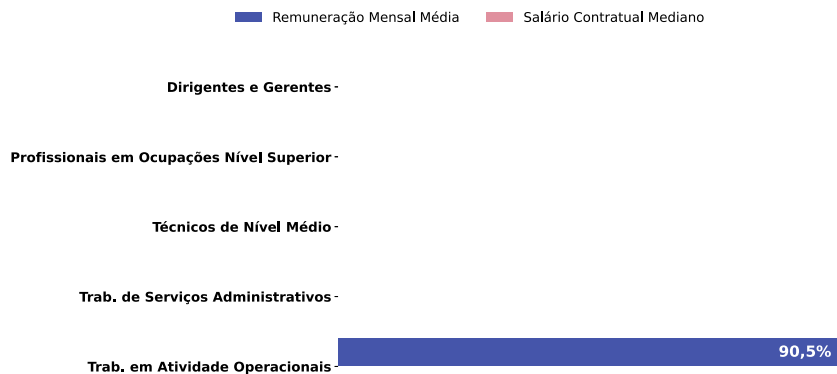 Remuneração Mensal Média
Salário Contratual Mediano
Dirigentes e Gerentes
Profissionais em Ocupações Nível Superior
Técnicos de Nível Médio
Trab. de Serviços Administrativos
90,5%
Trab. em Atividade Operacionais